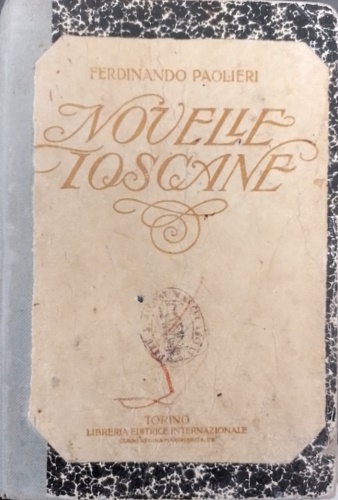 FERDINANDO PAOLIERI
NOVELLE
TOSCANE
TORINO
LIBRERIA EDITRICE INTERNAZIONALE